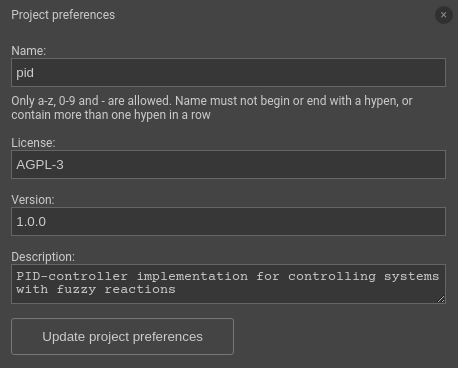 Project preferences
×
Name:
pid
Only a-z, 0-9 and - are allowed. Name must not begin or end with a hypen, or
contain more than one hypen in a row
License:
AGPL-3
Version:
1.0.0
Description:
PID-controller implementation for controlling systems
with fuzzy reactions
Update project preferences